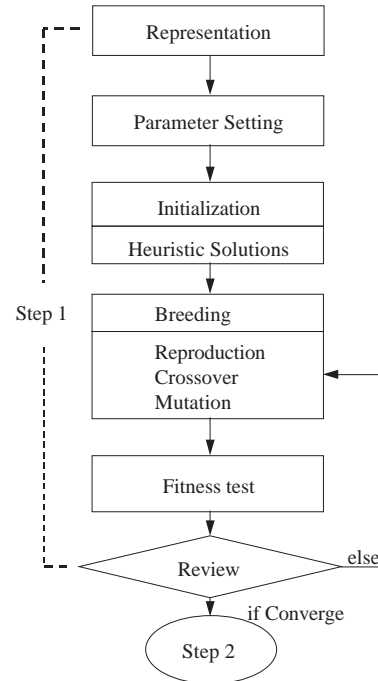 Representation
Parameter Setting
Initialization
Heuristic Solutions
Step 1
Breeding
Reproduction
Crossover
Mutation
Fitness test
Review
else
if Converge
Step 2